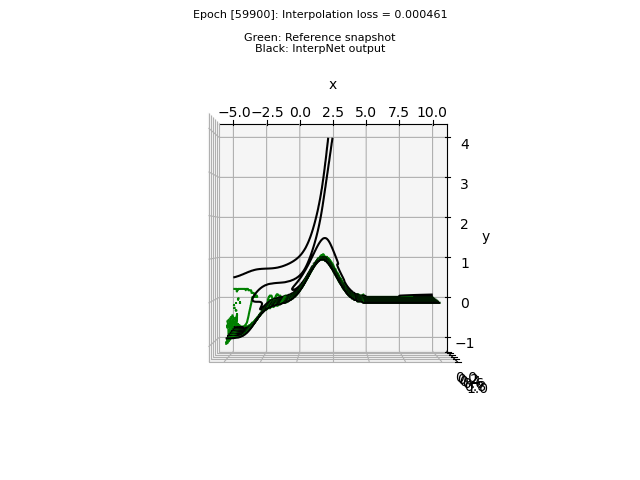 Epoch [59900]: Interpolation loss = 0.000461
Green: Reference snapshot
Black: InterpNet output
x
−5.0 −2.5 0.0 2.5 5.0 7.5 10.0
4
3
2
y
1
0
−1